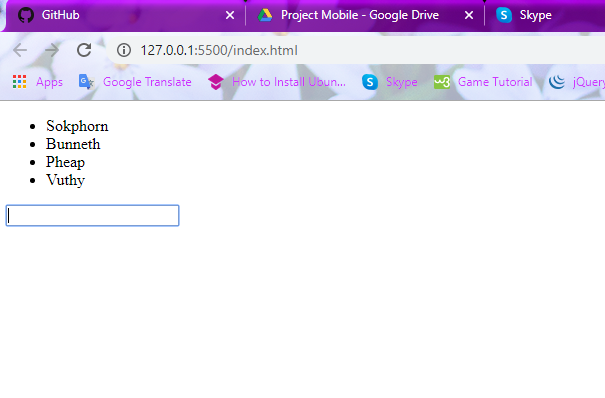 GitHub
Project Mobile - Google Drive
Skype
127.0.0.1:5500/index.html
Apps
Google Translate
How to Install Ubun...
Skype
Game Tutorial
jQuery
Sokphorn
Bunneth
Pheap
Vuthy